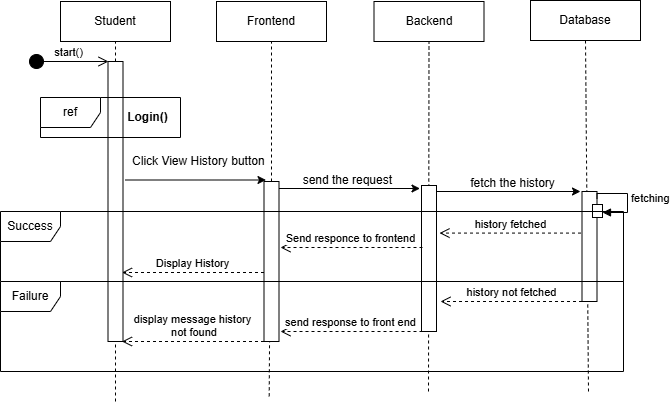 Student
Frontend
Backend
Database
start()
ref
Login()
Click View History button
send the request
fetch the history
fetching
Success
history fetched
Send responce to frontend
Display History
Failure
history not fetched
send response to front end
display message history
not found